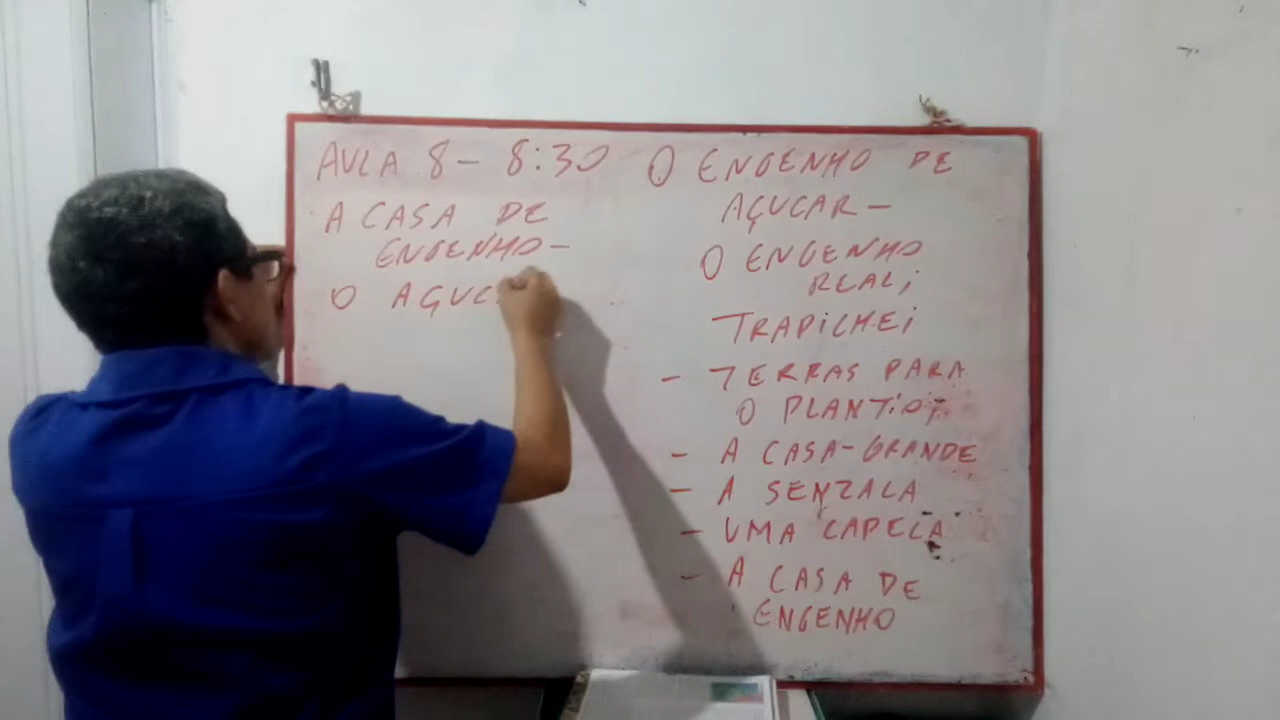 AULA 8 - 8:30
A CASA DE
ENGENHO -
O AÇUC
O ENGENHO DE
AÇUCAR -
O ENGENHO
REAL;
TRAPICHE;
- TERRAS PARA
O PLANTIO;
- A CASA-GRANDE
- A SENZALA
- UMA CAPELA
- A CASA DE
ENGENHO